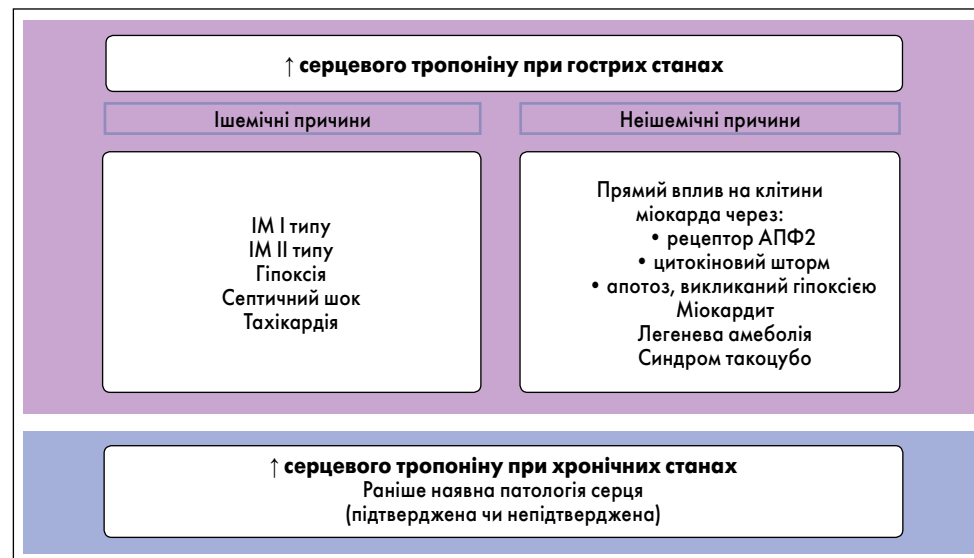 ↑ серцевого тропоніну при гострих станах
Ішемічні причини
ІМ І типу
ІМ ІІ типу
Гіпоксія
Септичний шок
Тахікардія
Неішемічні причини
Прямий вплив на клітини
міокарда через:
• рецептор АПФ2
• цитокіновий шторм
• апотоз, викликаний гіпоксією
Міокардит
Легенева амеболія
Синдром такоцубо
↑ серцевого тропоніну при хронічних станах
Раніше наявна патологія серця
(підтверджена чи непідтверджена)